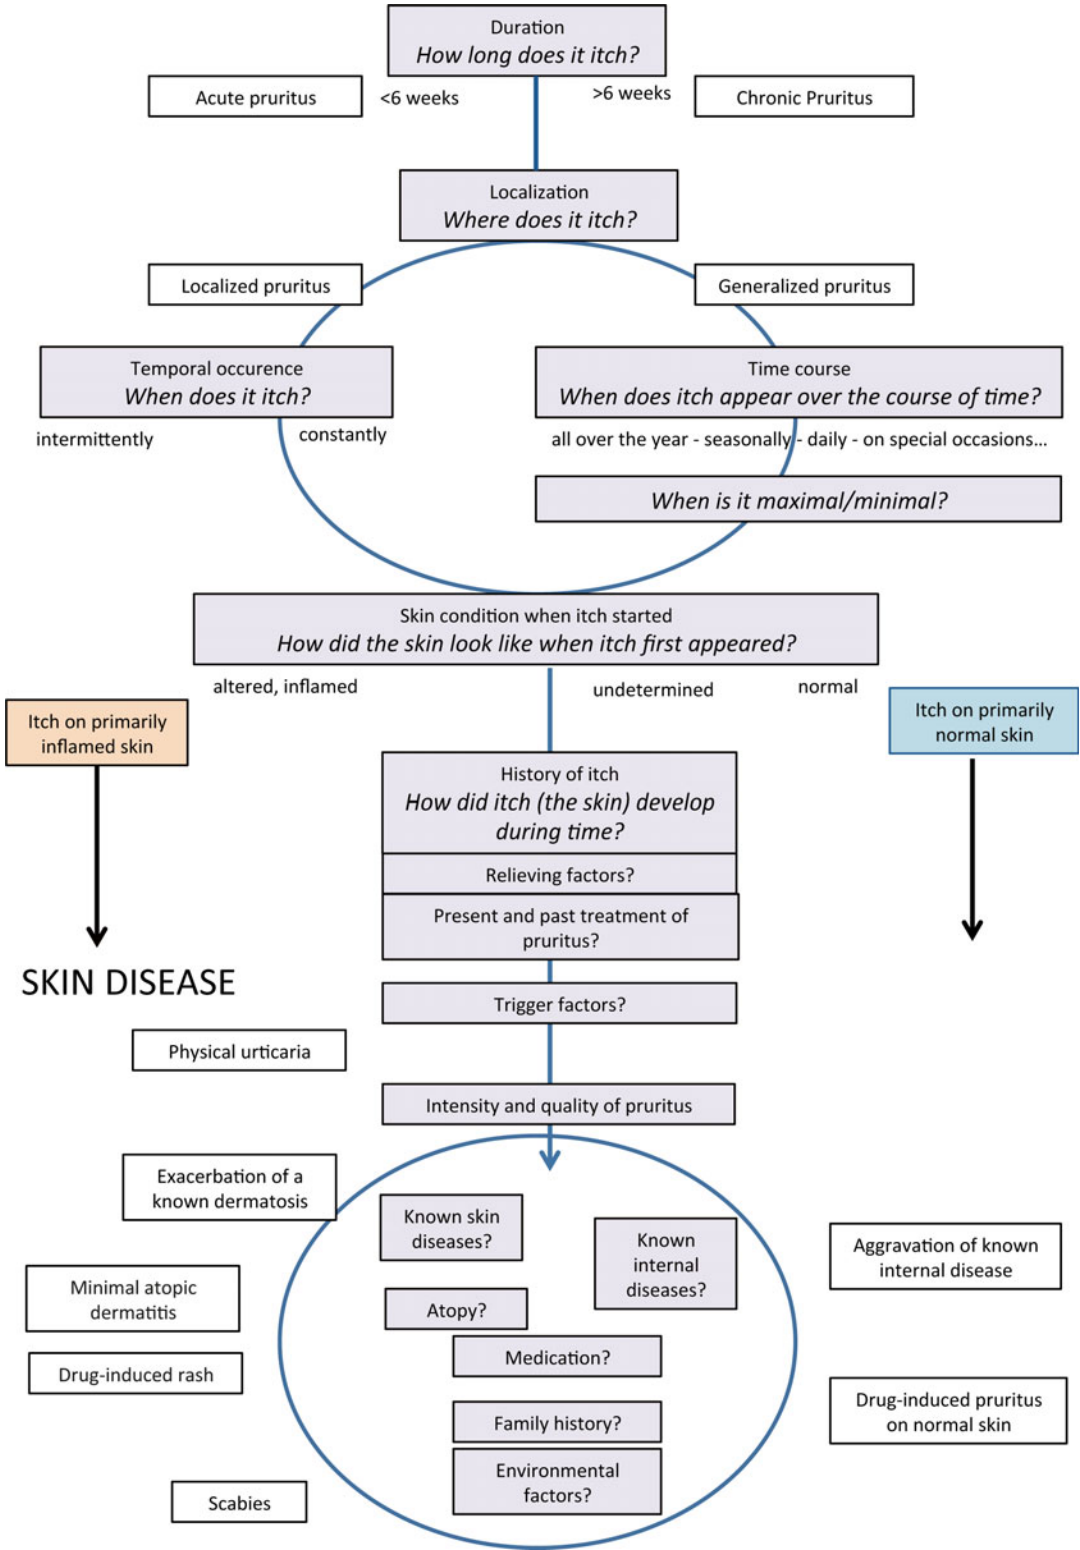 Duration
How long does it itch?
Acute pruritus
<6 weeks
>6 weeks
Chronic Pruritus
Localization
Where does it itch?
Localized pruritus
Generalized pruritus
Temporal occurence
When does it itch?
intermittently
constantly
Time course
When does itch appear over the course of time?
all over the year - seasonally - daily - on special occasions...
When is it maximal/minimal?
Skin condition when itch started
How did the skin look like when itch first appeared?
altered, inflamed
undetermined
normal
Itch on primarily
inflamed skin
Itch on primarily
normal skin
History of itch
How did itch (the skin) develop
during time?
Relieving factors?
Present and past treatment of
pruritus?
SKIN DISEASE
Trigger factors?
Physical urticaria
Intensity and quality of pruritus
Exacerbation of a
known dermatosis
Known skin
diseases?
Known
internal
diseases?
Aggravation of known
internal disease
Minimal atopic
dermatitis
Atopy?
Medication?
Drug-induced rash
Drug-induced pruritus
on normal skin
Family history?
Environmental
factors?
Scabies